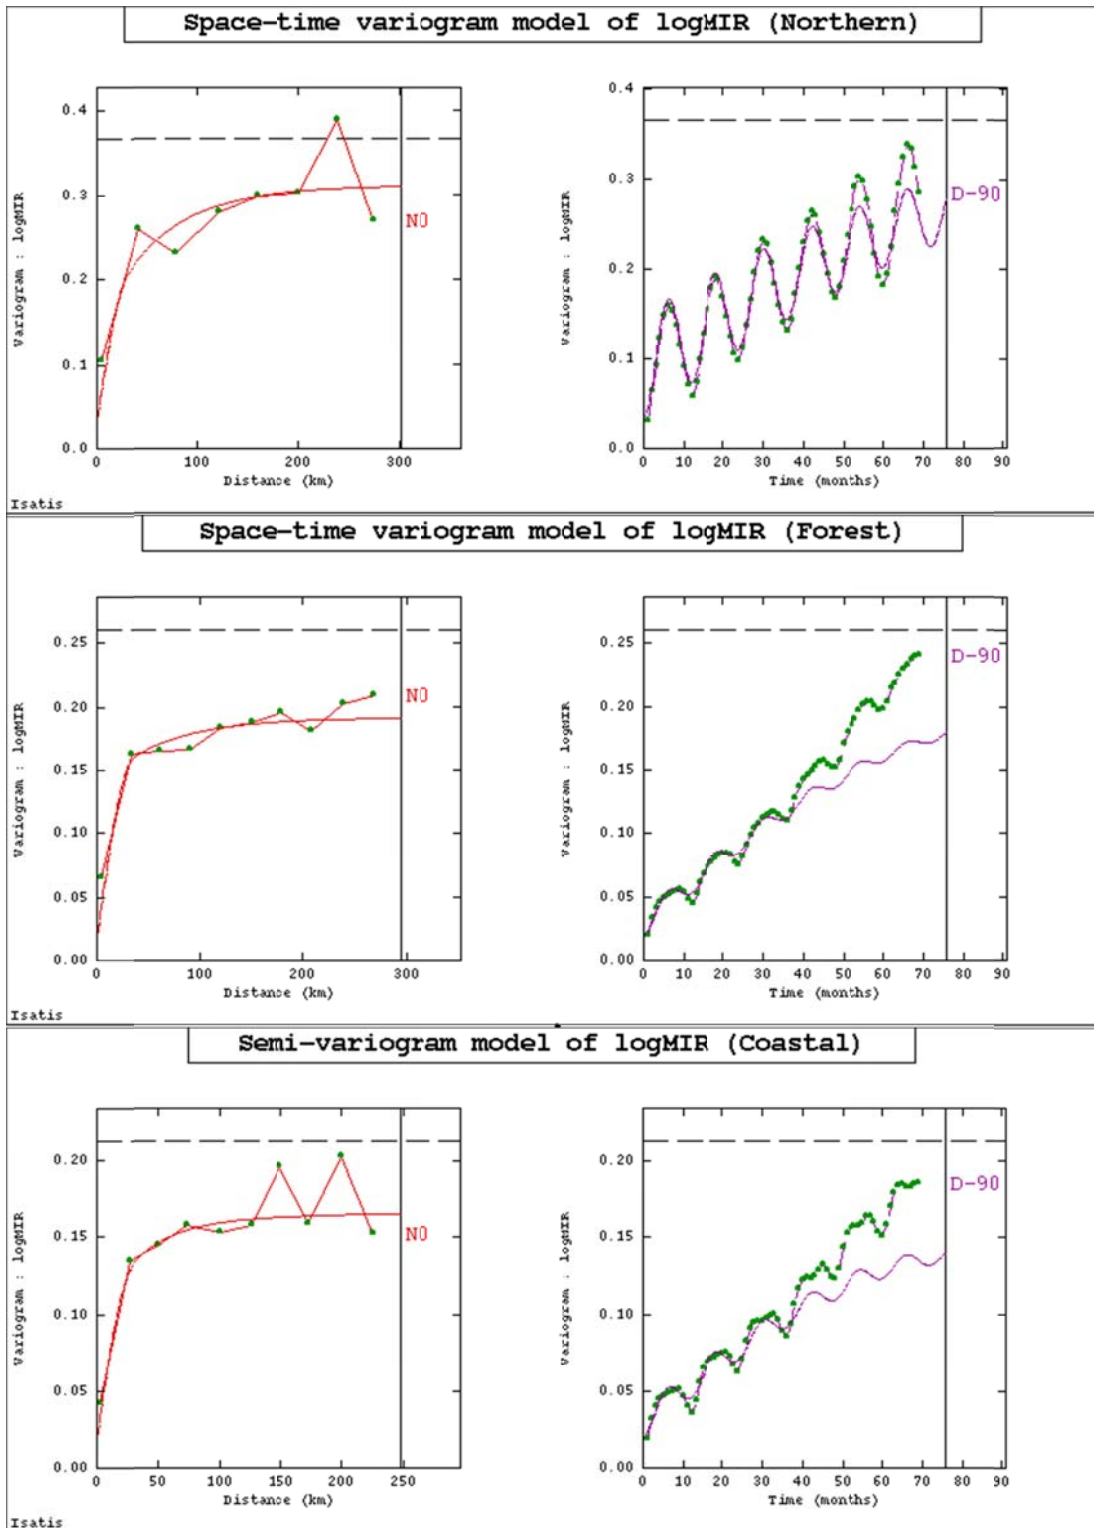 Space-time variogram model of logMIR (Northern)
Variogram : logMIR
0.4
0.3
0.2
0.1
0.0
N0
0 100 200 300
Distance (km)
Variogram : logMIR
0.4
0.3
0.2
0.1
0.0
D-90
0 10 20 30 40 50 60 70 80 90
Time (months)
Isatis
Space-time variogram model of logMIR (Forest)
Variogram : logMIR
0.25
0.20
0.15
0.10
0.05
0.00
N0
0 100 200 300
Distance (km)
Variogram : logMIR
0.25
0.20
0.15
0.10
0.05
0.00
D-90
0 10 20 30 40 50 60 70 80 90
Time (months)
Isatis
Semi-variogram model of logMIR (Coastal)
Variogram : logMIR
0.20
0.15
0.10
0.05
0.00
N0
0 50 100 150 200 250
Distance (km)
Variogram : logMIR
0.20
0.15
0.10
0.05
0.00
D-90
0 10 20 30 40 50 60 70 80 90
Time (months)
Isatis